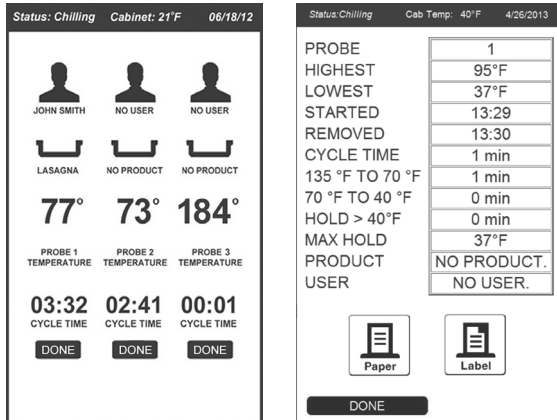 Status: Chilling Cabinet: 21°F 06/18/12
JOHN SMITH NO USER NO USER
LASAGNA NO PRODUCT NO PRODUCT
77° 73° 184°
PROBE 1 PROBE 2 PROBE 3
TEMPERATURE TEMPERATURE TEMPERATURE
03:32 02:41 00:01
CYCLE TIME CYCLE TIME CYCLE TIME
DONE DONE DONE
Status:Chilling Cab Temp: 40°F 4/26/2013
PROBE 1
HIGHEST 95°F
LOWEST 37°F
STARTED 13:29
REMOVED 13:30
CYCLE TIME 1 min
135 °F TO 70 °F 1 min
70 °F TO 40 °F 0 min
HOLD > 40°F 0 min
MAX HOLD 37°F
PRODUCT NO PRODUCT.
USER NO USER.
Paper Label
DONE